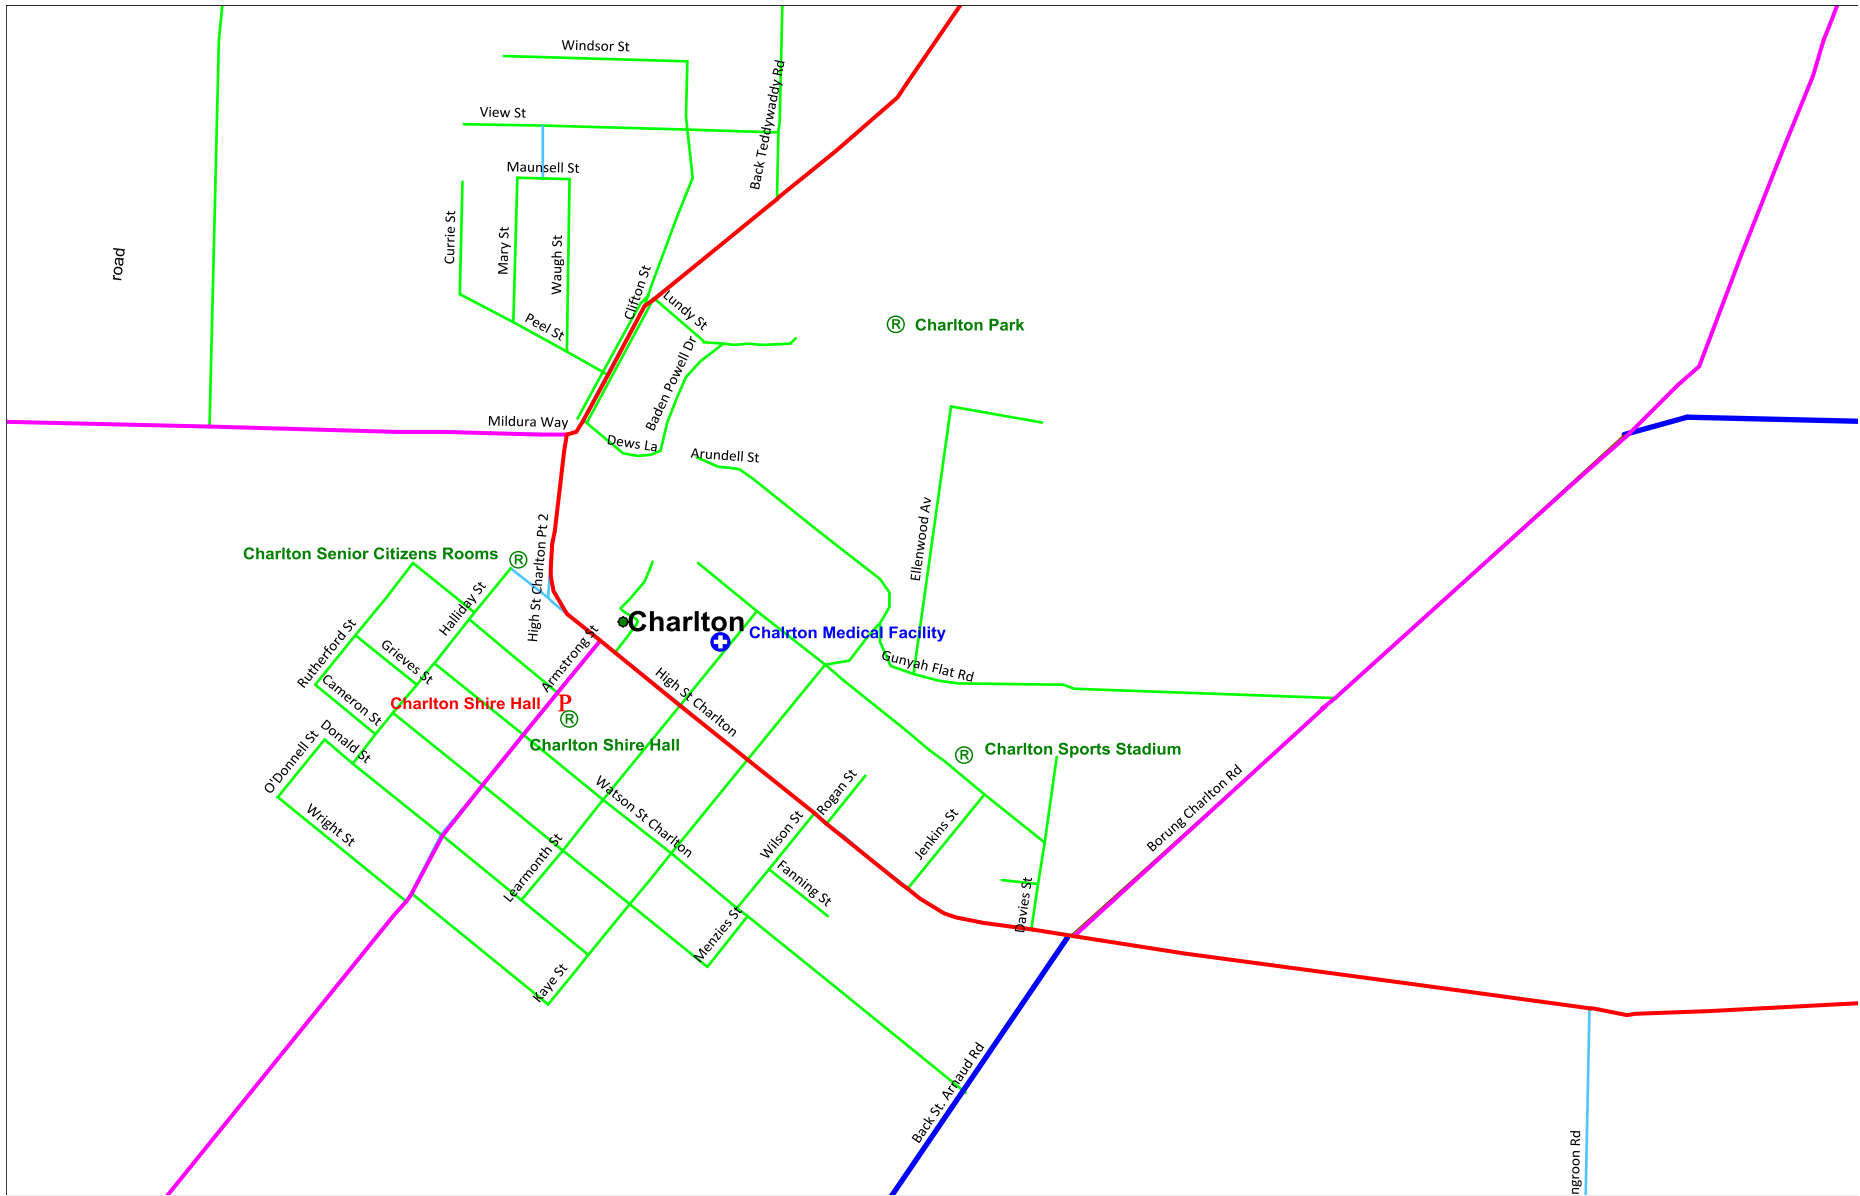 Windsor St
Back Teddywaddy Rd
View St
Maunsell St
Currie St
Mary St
Waugh St
road
Clifton St
Lundy St
Peel St
® Charlton Park
Baden Powell Dr
Mildura Way
Dews La
Arundell St
Ellenwood Av
High St Charlton Pt 2
Charlton Senior Citizens Rooms ®
Halliday St
Charlton
Chalrton Medical Facility
Rutherford St
Grieves St
Armstrong St
Gunyah Flat Rd
Cameron St
Charlton Shire Hall P
®
High St Charlton
Charlton Shire Hall
Donald St
O'Donnell St
® Charlton Sports Stadium
Wright St
Watson St Charlton
Rogan St
Wilson St
Jenkins St
Borung Charlton Rd
Learmonth St
Fanning St
Davies St
Menzies St
Kaye St
Back St. Arnaud Rd
ngroon Rd